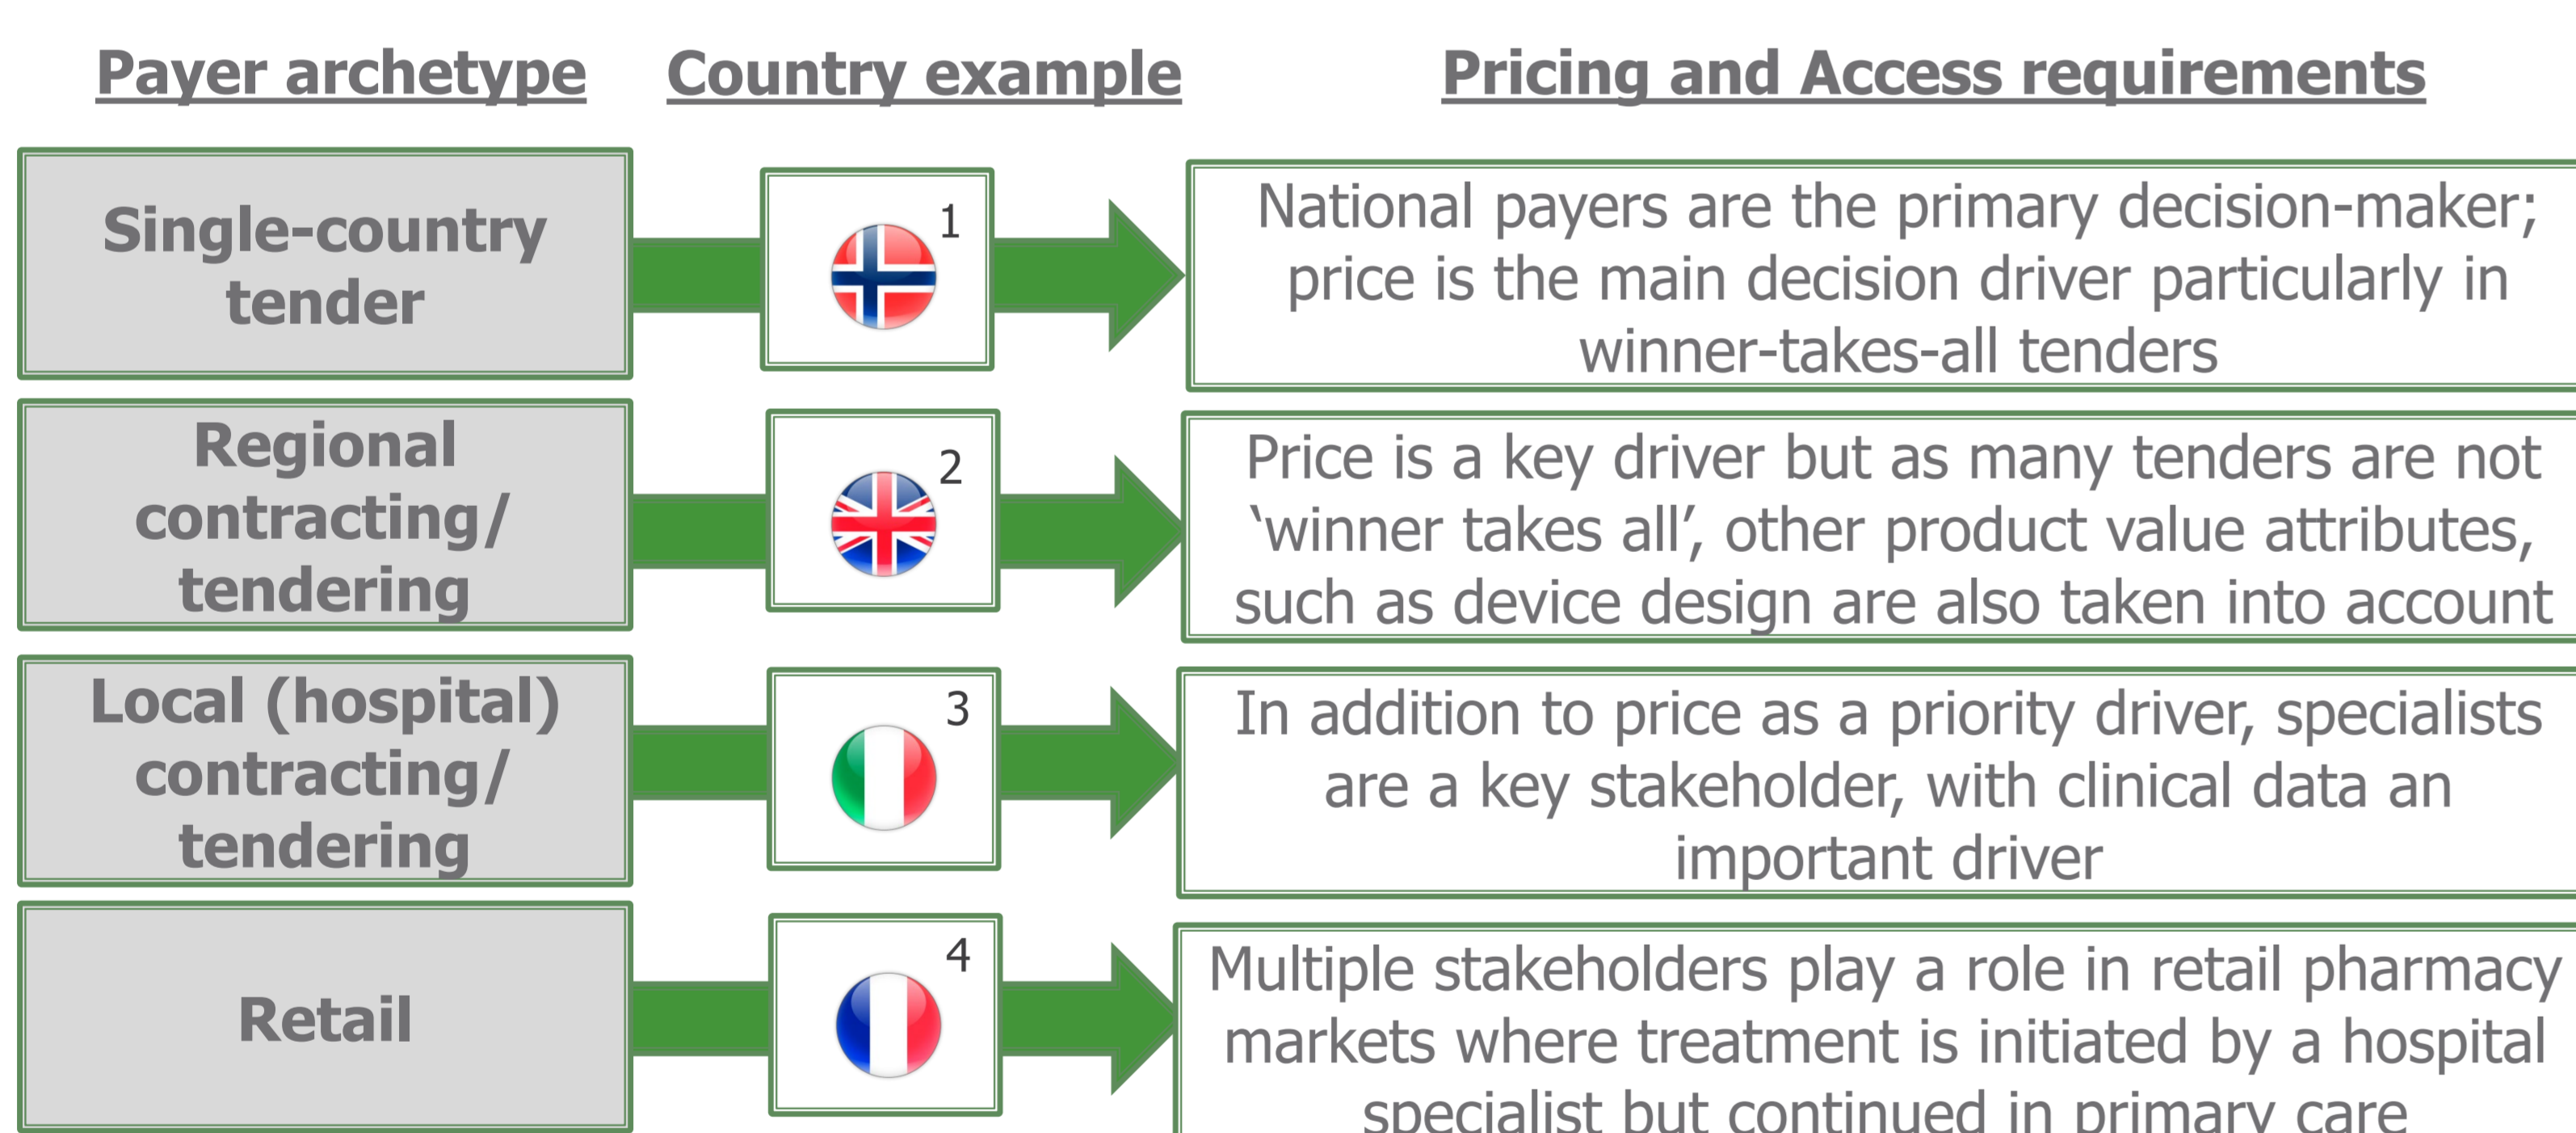 Payer archetype
Country example
Pricing and Access requirements
Single-country
tender
1
National payers are the primary decision-maker;
price is the main decision driver particularly in
winner-takes-all tenders
Regional
contracting/
tendering
2
Price is a key driver but as many tenders are not
‘winner takes all’, other product value attributes,
such as device design are also taken into account
Local (hospital)
contracting/
tendering
3
In addition to price as a priority driver, specialists
are a key stakeholder, with clinical data an
important driver
Retail
4
Multiple stakeholders play a role in retail pharmacy
markets where treatment is initiated by a hospital
specialist but continued in primary care